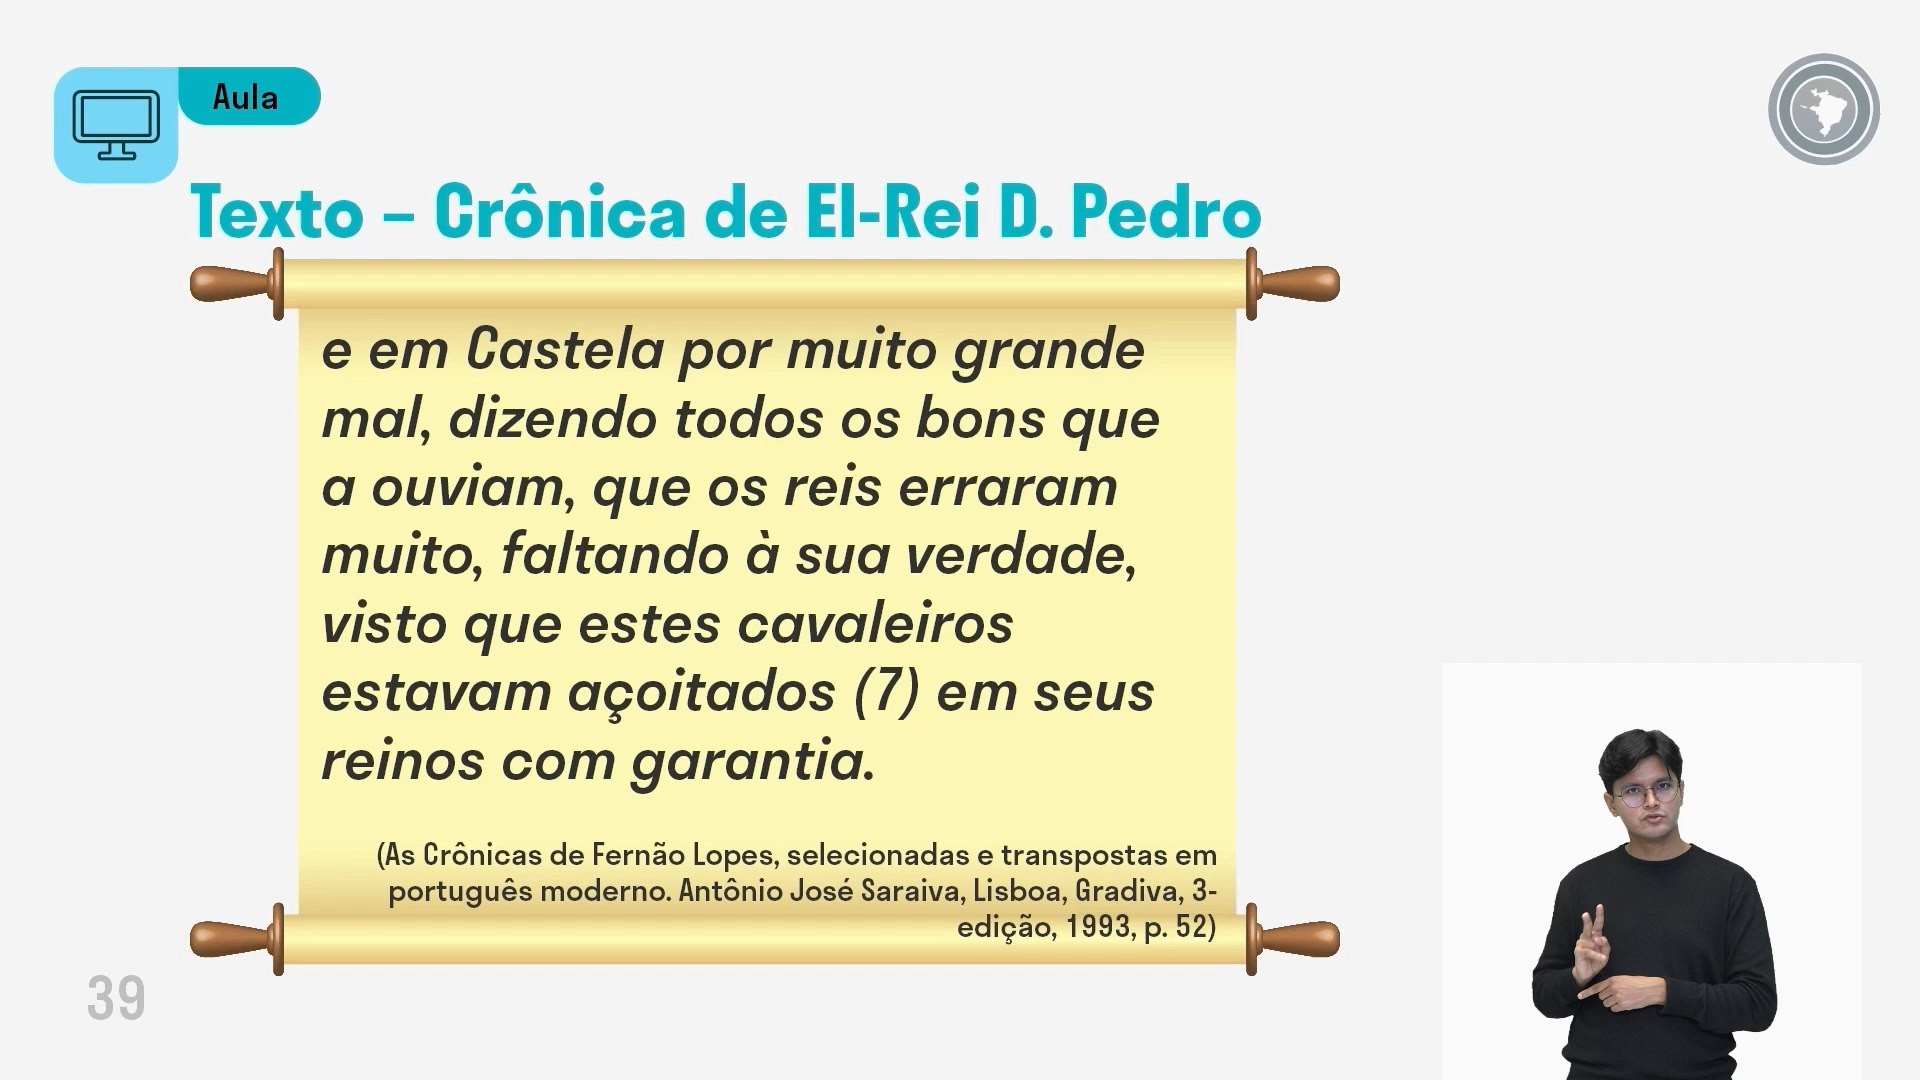 Aula
Texto – Crônica de El-Rei D. Pedro
e em Castela por muito grande
mal, dizendo todos os bons que
a ouviam, que os reis erraram
muito, faltando à sua verdade,
visto que estes cavaleiros
estavam açoitados (7) em seus
reinos com garantia.
(As Crônicas de Fernão Lopes, selecionadas e transpostas em
português moderno. Antônio José Saraiva, Lisboa, Gradiva, 3-
edição, 1993, p. 52)
39